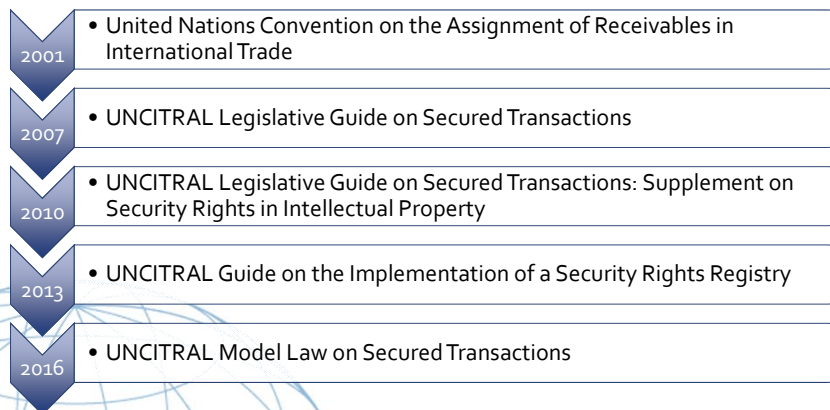 2001
• United Nations Convention on the Assignment of Receivables in
International Trade
2007
• UNCITRAL Legislative Guide on Secured Transactions
2010
• UNCITRAL Legislative Guide on Secured Transactions: Supplement on
Security Rights in Intellectual Property
2013
• UNCITRAL Guide on the Implementation of a Security Rights Registry
2016
• UNCITRAL Model Law on Secured Transactions